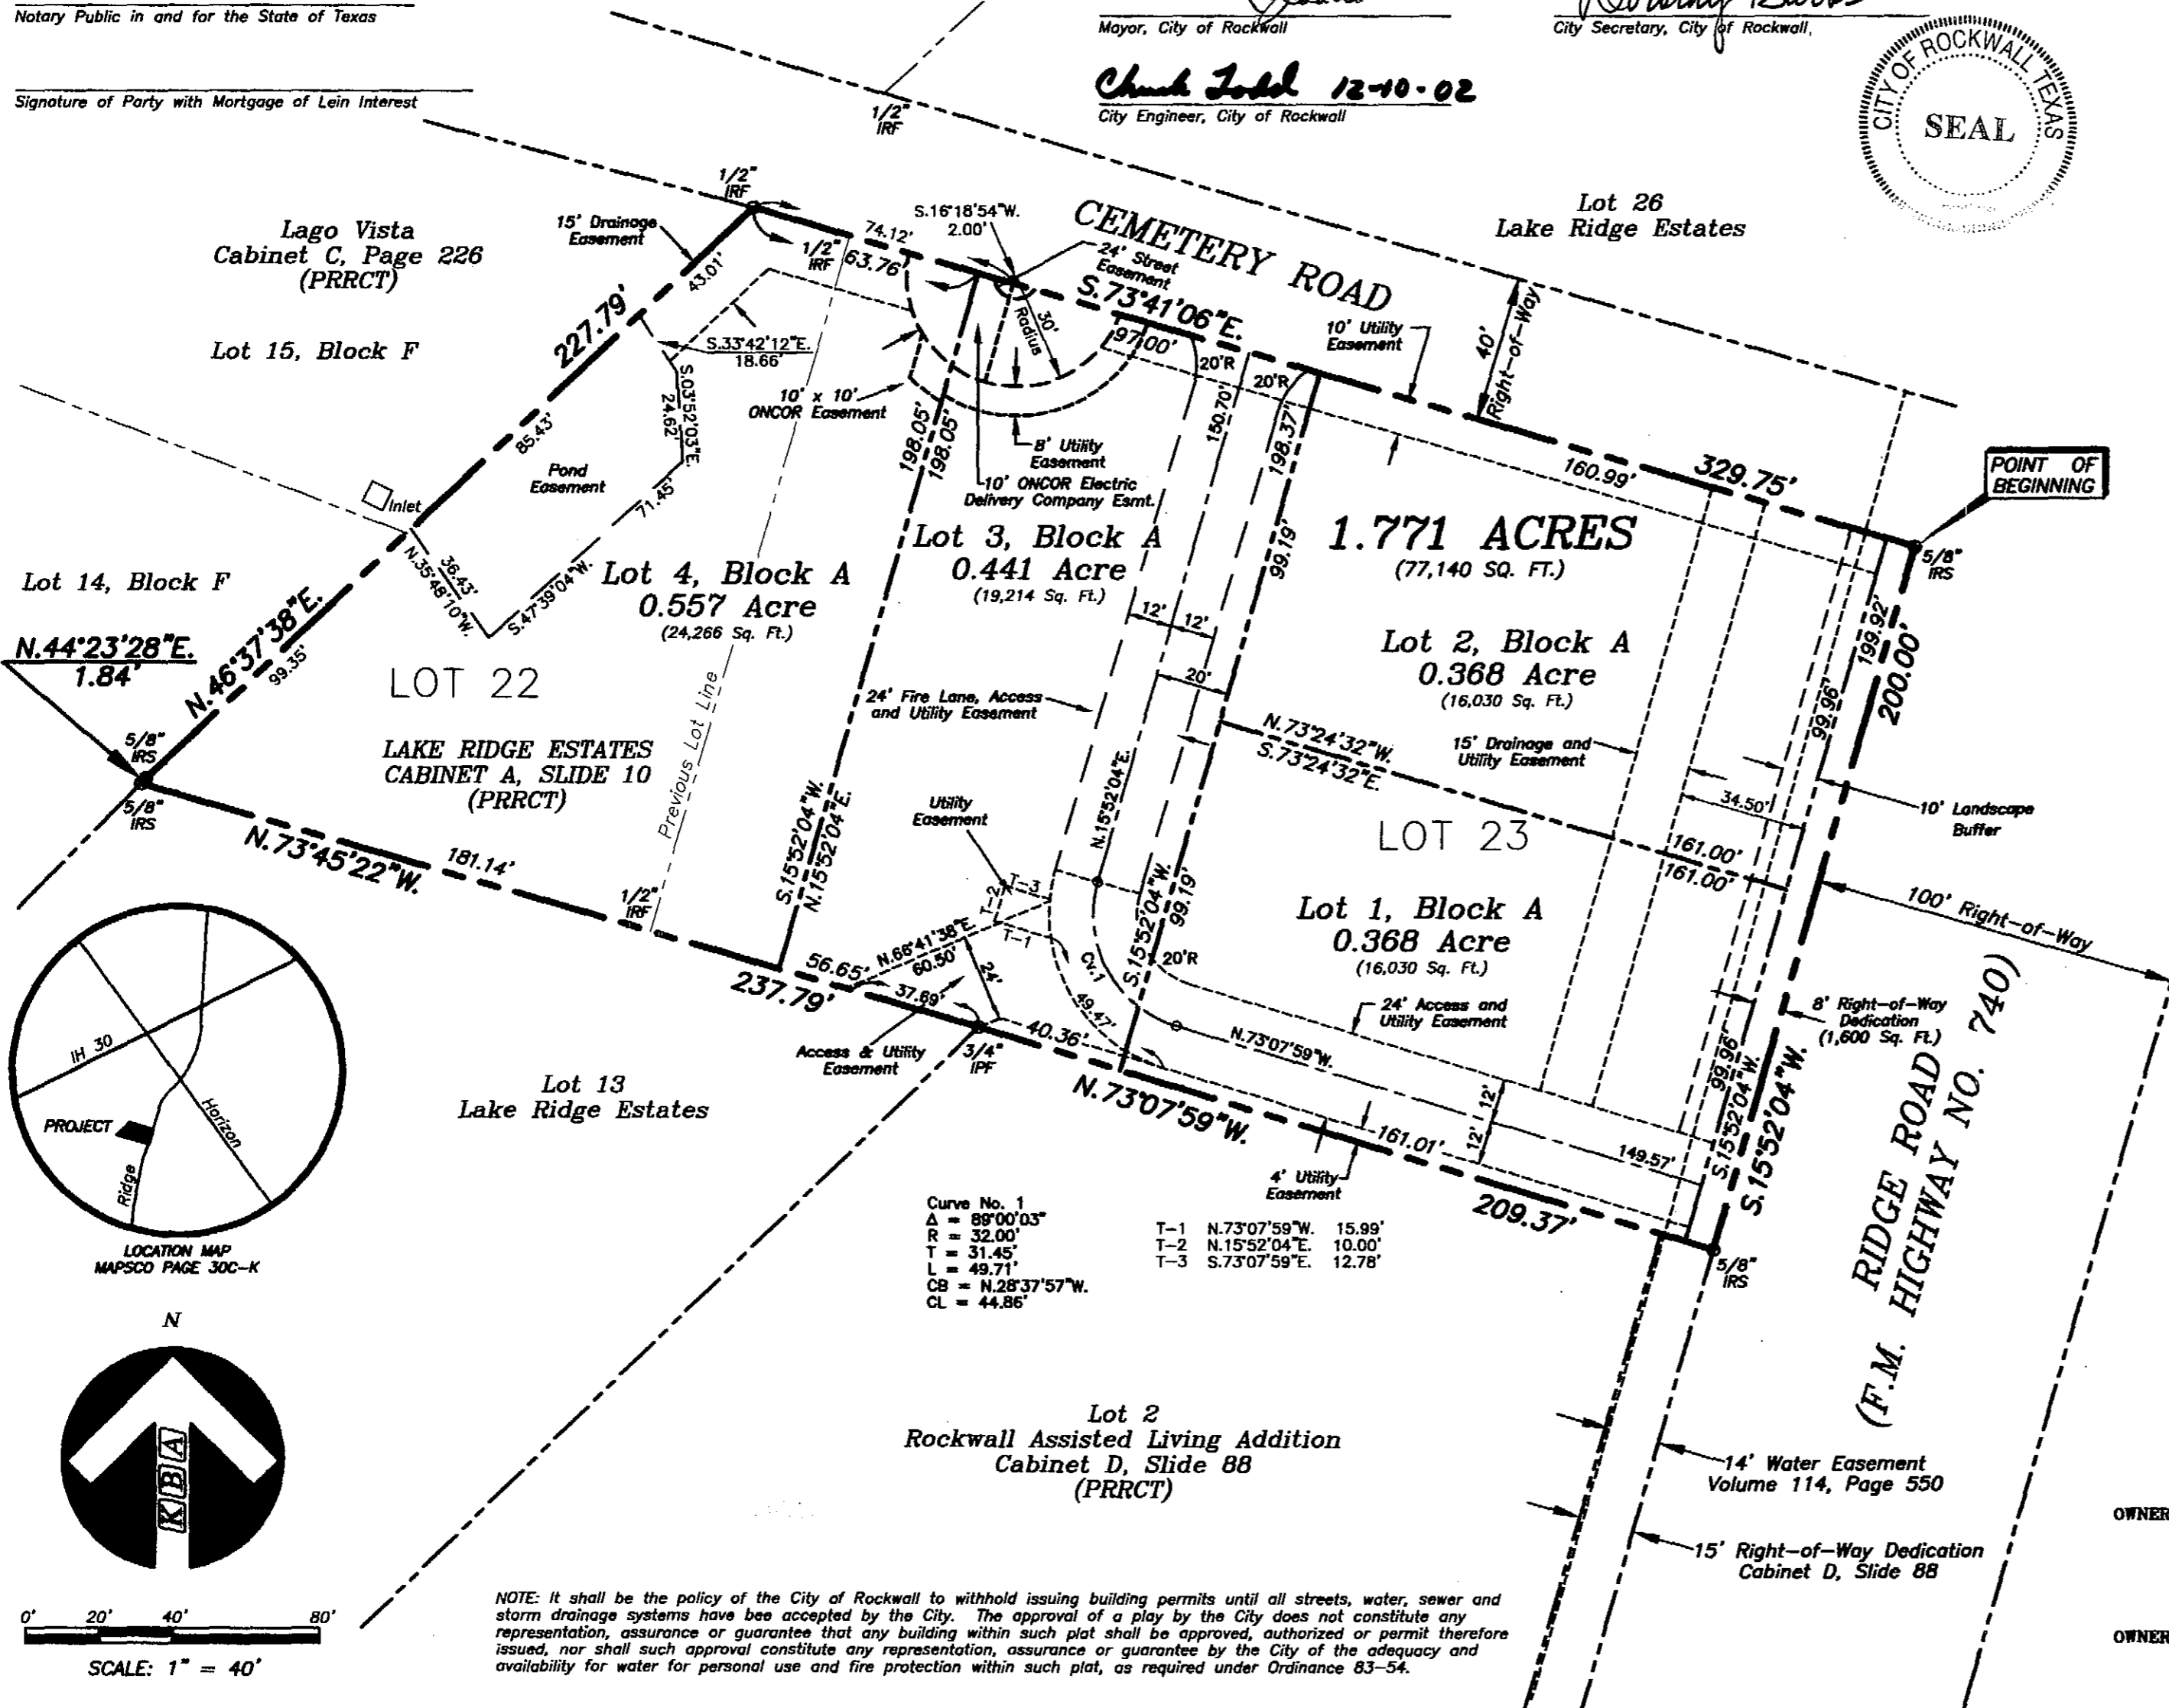 Notary Public in and for the State of Texas
Signature of Party with Mortgage of Lein Interest
Mayor, City of Rockwall
City Secretary, City of Rockwall,
Chuck Todd 12-10-02
City Engineer, City of Rockwall
CITY OF ROCKWALL TEXAS
SEAL
1/2"
IRF
Lot 26
Lake Ridge Estates
Lago Vista
Cabinet C, Page 226
(PRRCT)
Lot 15, Block F
15' Drainage
Easement
1/2"
IRF
1/2"
IRF
74.12'
63.76'
S.16°18'54"W.
2.00'
24' Street
Easement
CEMETERY ROAD
S.73°41'06"E.
97.00'
30'
Radius
20'R
20'R
10' Utility
Easement
40'
Right-of-Way
160.99'
329.75'
POINT OF
BEGINNING
5/8"
IRS
227.79'
43.01'
85.43'
S.33°42'12"E.
18.66'
S.03°52'03"E.
24.62'
10' x 10'
ONCOR Easement
198.05'
198.05'
8' Utility
Easement
10' ONCOR Electric
Delivery Company Esmt.
150.70'
198.37'
99.19'
Pond
Easement
71.45'
Inlet
N.35°48'10"W.
36.43'
S.47°39'04"W.
Lot 14, Block F
N.44°23'28"E.
1.84'
N.46°37'38"E.
99.35'
Lot 4, Block A
0.557 Acre
(24,266 Sq. Ft.)
Lot 3, Block A
0.441 Acre
(19,214 Sq. Ft.)
1.771 ACRES
(77,140 SQ. FT.)
Lot 2, Block A
0.368 Acre
(16,030 Sq. Ft.)
12'
12'
20'
199.92'
99.96'
200.00'
LOT 22
LAKE RIDGE ESTATES
CABINET A, SLIDE 10
(PRRCT)
Previous Lot Line
24' Fire Lane, Access
and Utility Easement
N.73°24'32"W.
S.73°24'32"E.
15' Drainage and
Utility Easement
34.50'
10' Landscape
Buffer
5/8"
IRS
5/8"
IRS
N.73°45'22"W.
181.14'
1/2"
IRF
S.15°52'04"W.
N.15°52'04"E.
Utility
Easement
N.15°52'04"E.
LOT 23
161.00'
161.00'
T-3
T-2
T-1
Cv.1
S.15°52'04"W.
99.19'
20'R
Lot 1, Block A
0.368 Acre
(16,030 Sq. Ft.)
100' Right-of-Way
56.65'
N.66°41'38"E.
60.50'
24'
237.79'
37.69'
49.47'
40.36'
Access & Utility
Easement
3/4"
IPF
24' Access and
Utility Easement
N.73°07'59"W.
8' Right-of-Way
Dedication
(1,600 Sq. Ft.)
99.96'
S.15°52'04"W.
S.15°52'04"W.
RIDGE ROAD
(F.M. HIGHWAY NO. 740)
N.73°07'59"W.
161.01'
12'
12'
149.57'
4' Utility
Easement
209.37'
5/8"
IRS
Lot 13
Lake Ridge Estates
IH 30
Horizon
PROJECT
Ridge
LOCATION MAP
MAPSCO PAGE 30C-K
Curve No. 1
Δ = 89°00'03"
R = 32.00'
T = 31.45'
L = 49.71'
CB = N.28°37'57"W.
CL = 44.86'
T-1 N.73°07'59"W. 15.99'
T-2 N.15°52'04"E. 10.00'
T-3 S.73°07'59"E. 12.78'
N
KBA
Lot 2
Rockwall Assisted Living Addition
Cabinet D, Slide 88
(PRRCT)
14' Water Easement
Volume 114, Page 550
15' Right-of-Way Dedication
Cabinet D, Slide 88
OWNER
OWNER
0' 20' 40' 80'
SCALE: 1" = 40'
NOTE: It shall be the policy of the City of Rockwall to withhold issuing building permits until all streets, water, sewer and
storm drainage systems have bee accepted by the City. The approval of a play by the City does not constitute any
representation, assurance or guarantee that any building within such plat shall be approved, authorized or permit therefore
issued, nor shall such approval constitute any representation, assurance or guarantee by the City of the adequacy and
availability for water for personal use and fire protection within such plat, as required under Ordinance 83-54.